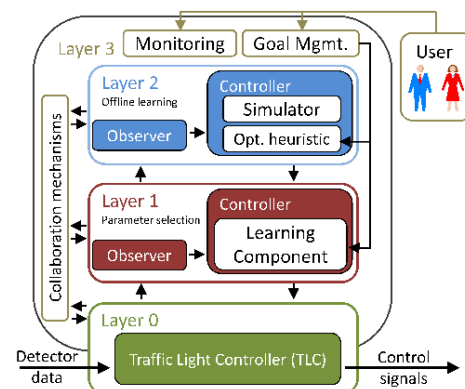 Layer 3
Monitoring
Goal Mgmt.
User
Layer 2
Offline learning
Observer
Controller
Simulator
Opt. heuristic
Collaboration mechanisms
Layer 1
Parameter selection
Observer
Controller
Learning
Component
Layer 0
Detector
data
Traffic Light Controller (TLC)
Control
signals